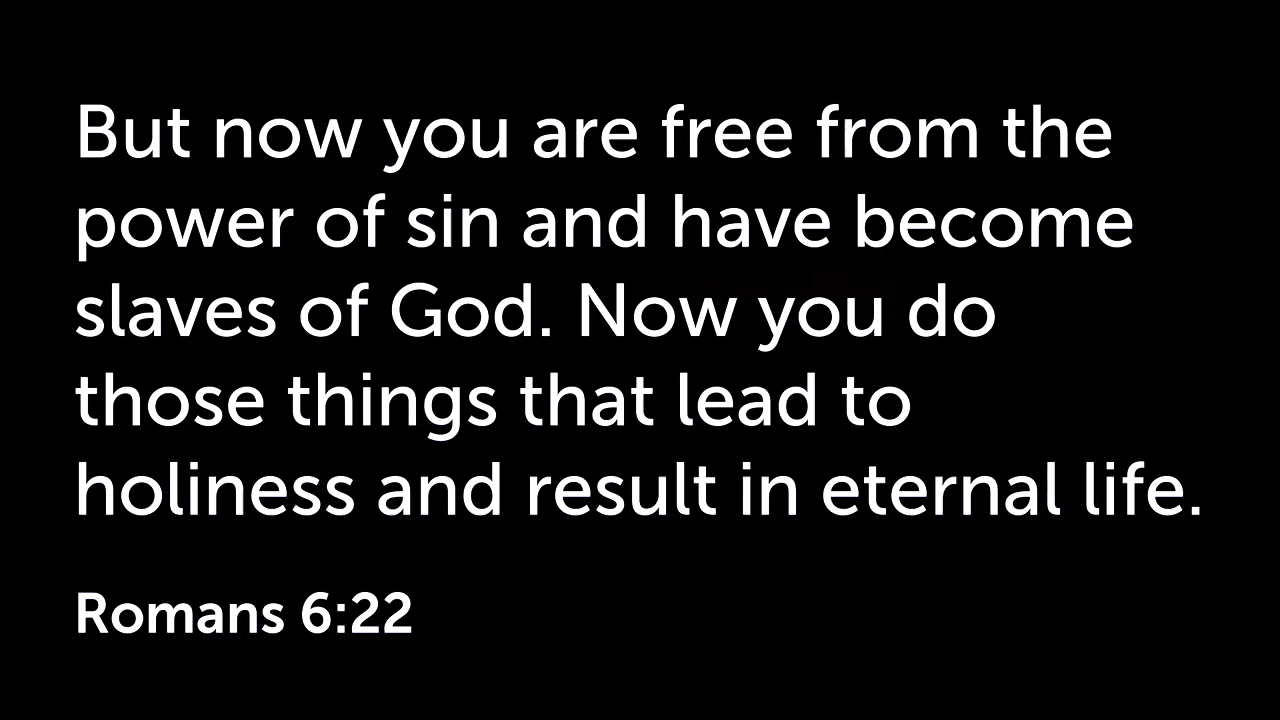 But now you are free from the
power of sin and have become
slaves of God. Now you do
those things that lead to
holiness and result in eternal life.
Romans 6:22